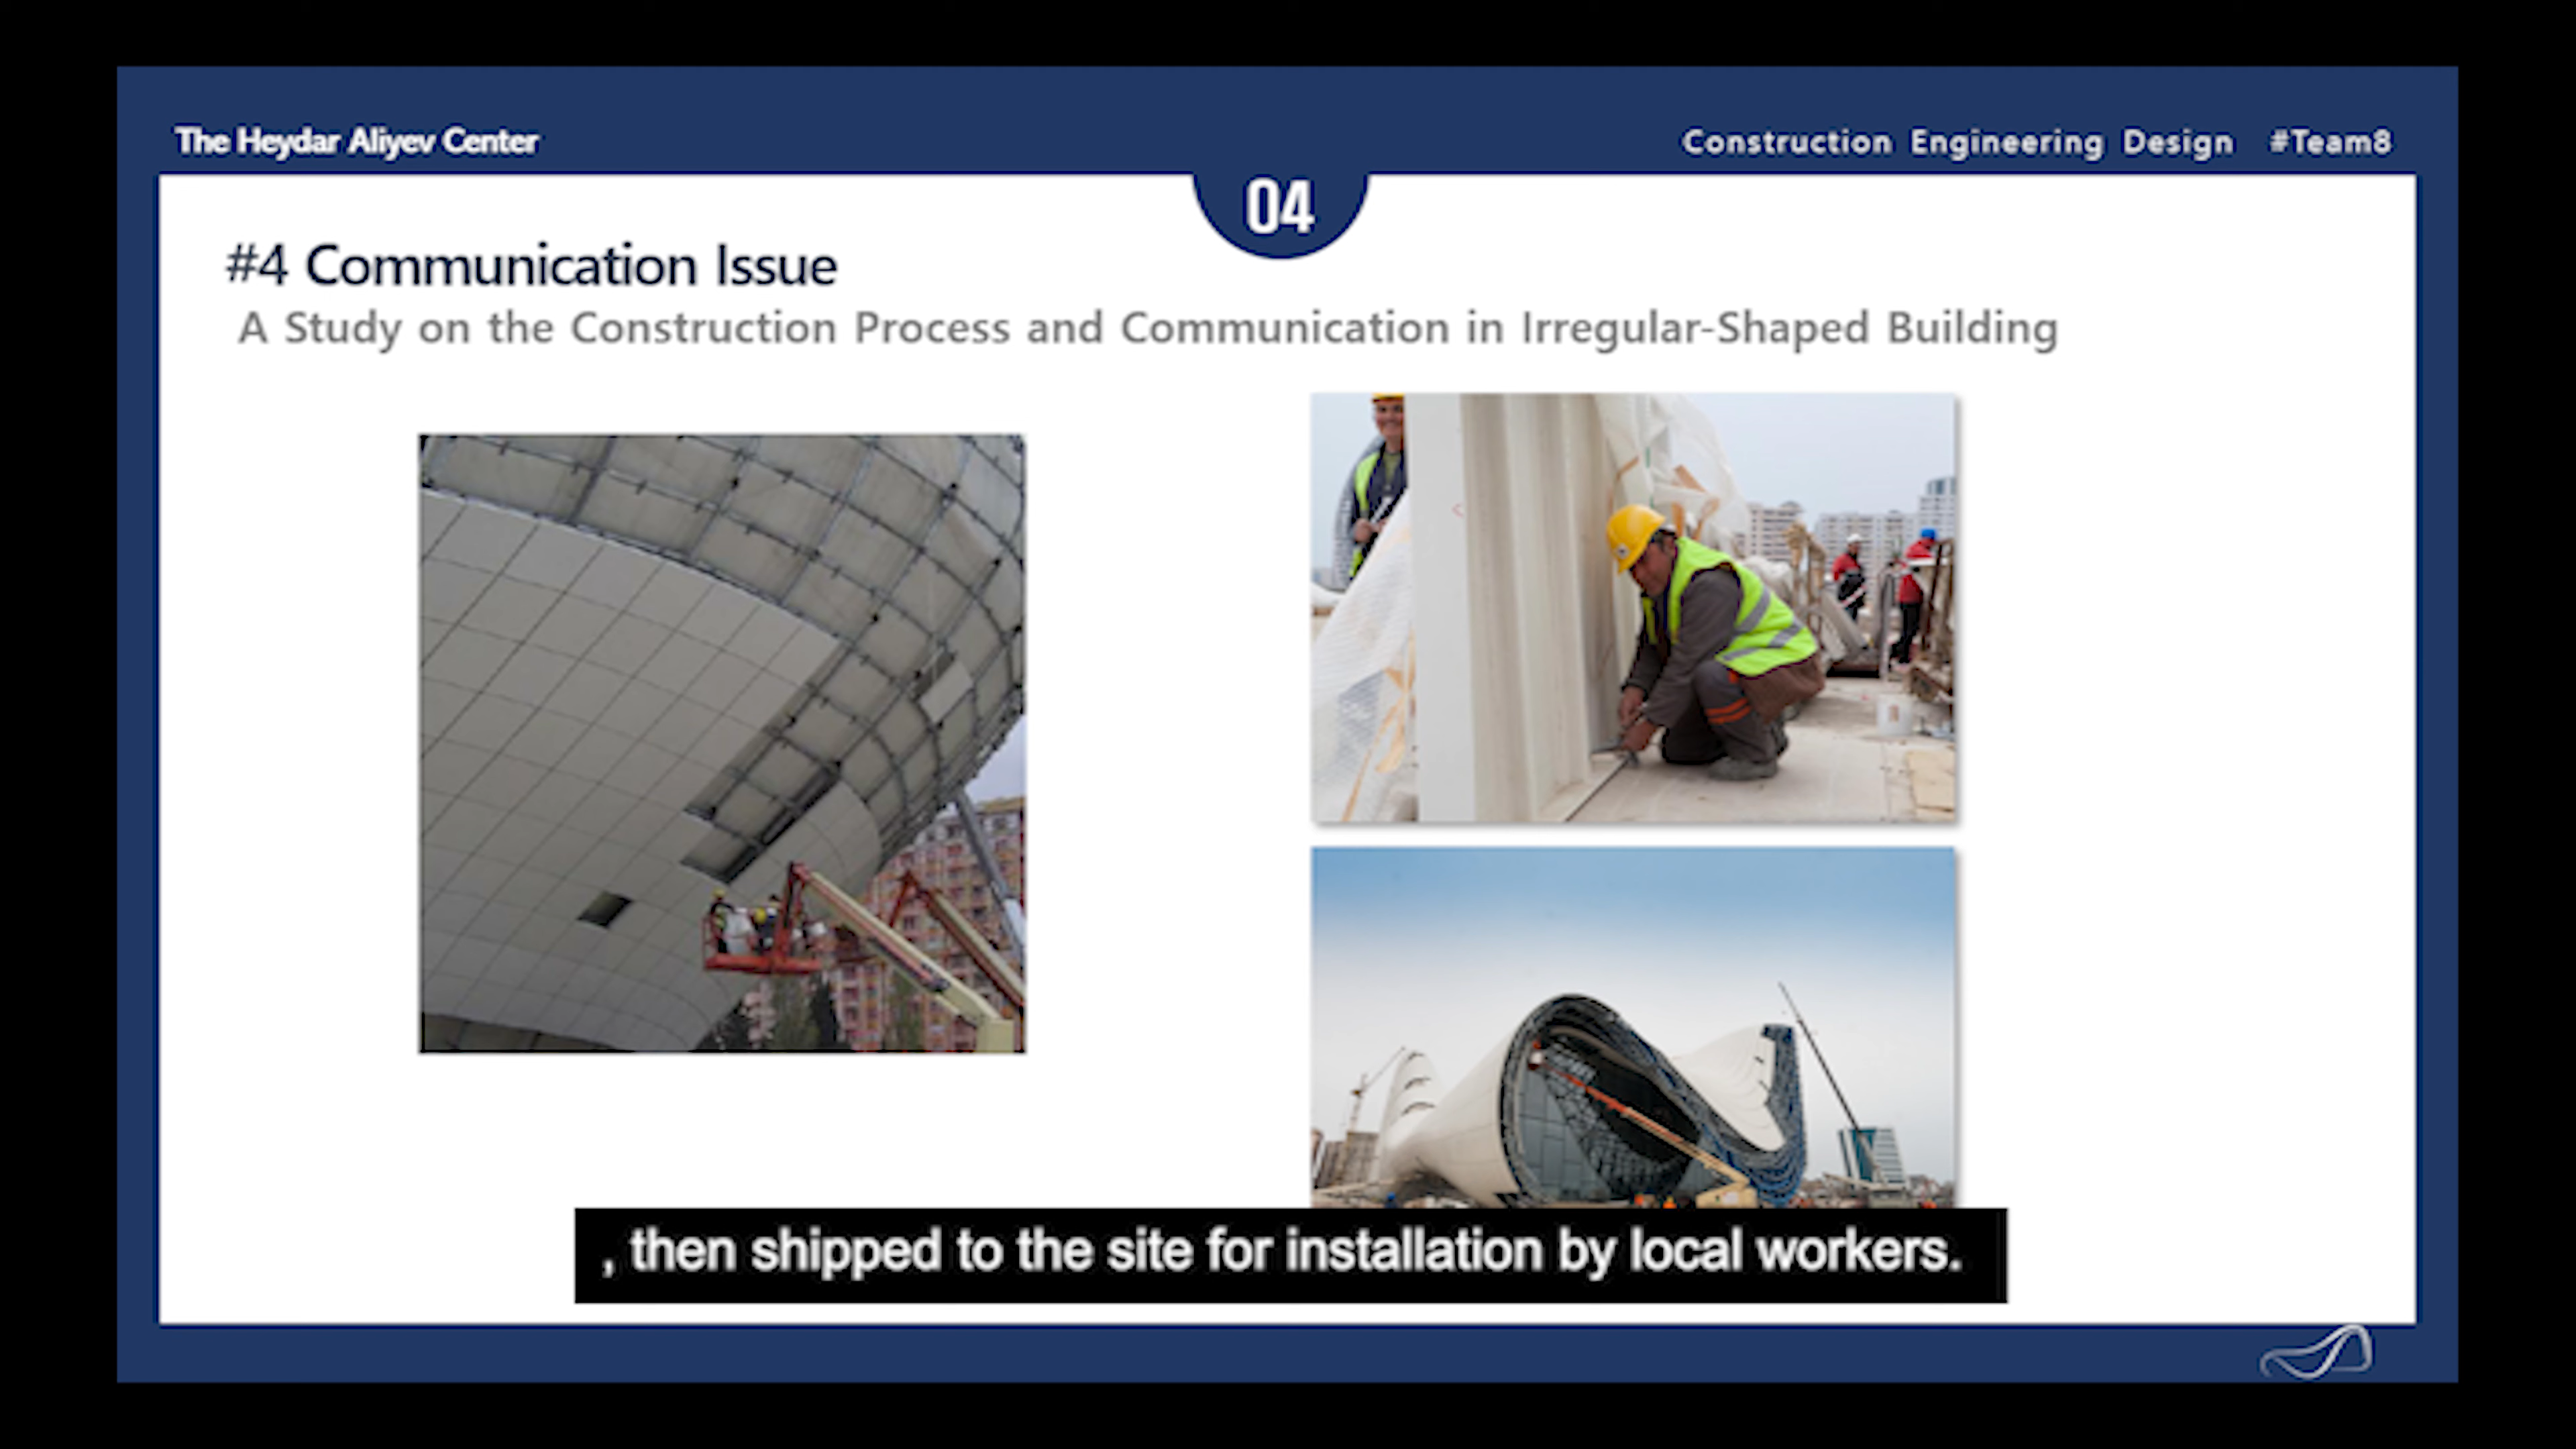 The Heydar Aliyev Center
Construction Engineering Design #Team8
04
#4 Communication Issue
A Study on the Construction Process and Communication in Irregular-Shaped Building
, then shipped to the site for installation by local workers.